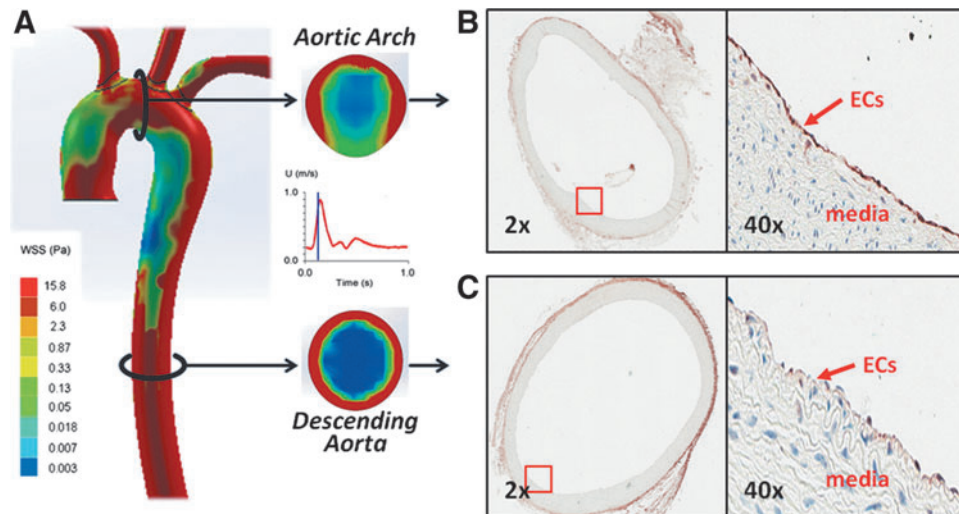 A
Aortic Arch
U (m/s)
1.0
0.0
0.0
1.0
Time (s)
WSS (Pa)
15.8
6.0
2.3
0.87
0.33
0.13
0.05
0.018
0.007
0.003
Descending
Aorta
B
ECs
media
2x
40x
C
ECs
media
2x
40x